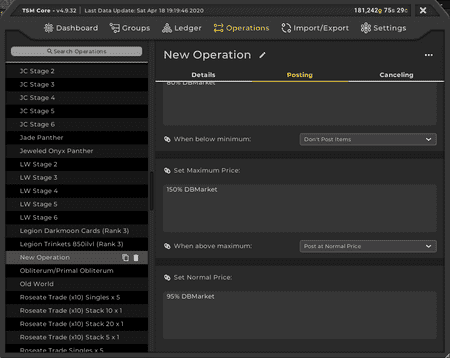 TSM Core - v4.9.32 | Last Data Update: Sat Apr 18 19:19:46 2020 181,242g 75s 29c
Dashboard Groups Ledger Operations Import/Export Settings
Search Operations
JC Stage 2
JC Stage 3
JC Stage 4
JC Stage 5
JC Stage 6
Jade Panther
Jeweled Onyx Panther
LW Stage 2
LW Stage 3
LW Stage 4
LW Stage 5
LW Stage 6
Legion Darkmoon Cards (Rank 3)
Legion Trinkets 850ilvl (Rank 3)
New Operation
Obliterum/Primal Obliterum
Old World
Roseate Trade (x10) Singles x 5
Roseate Trade (x10) Stack 10 x 1
Roseate Trade (x10) Stack 20 x 1
Roseate Trade (x10) Stack 5 x 1
Roseate Trade Singles x 5
New Operation
Details Posting Canceling
80% DBMarket
When below minimum: Don't Post Items
Set Maximum Price:
150% DBMarket
When above maximum: Post at Normal Price
Set Normal Price:
95% DBMarket